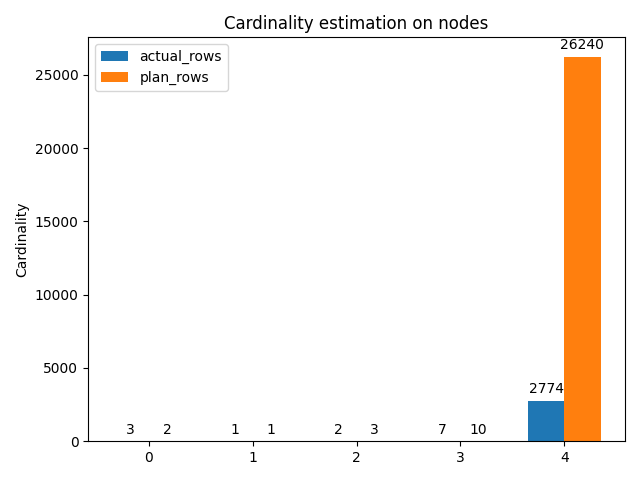 Cardinality estimation on nodes
actual_rows
plan_rows
Cardinality
25000
20000
15000
10000
5000
0
3 2 1 1 2 3 7 10 2774 26240
0 1 2 3 4